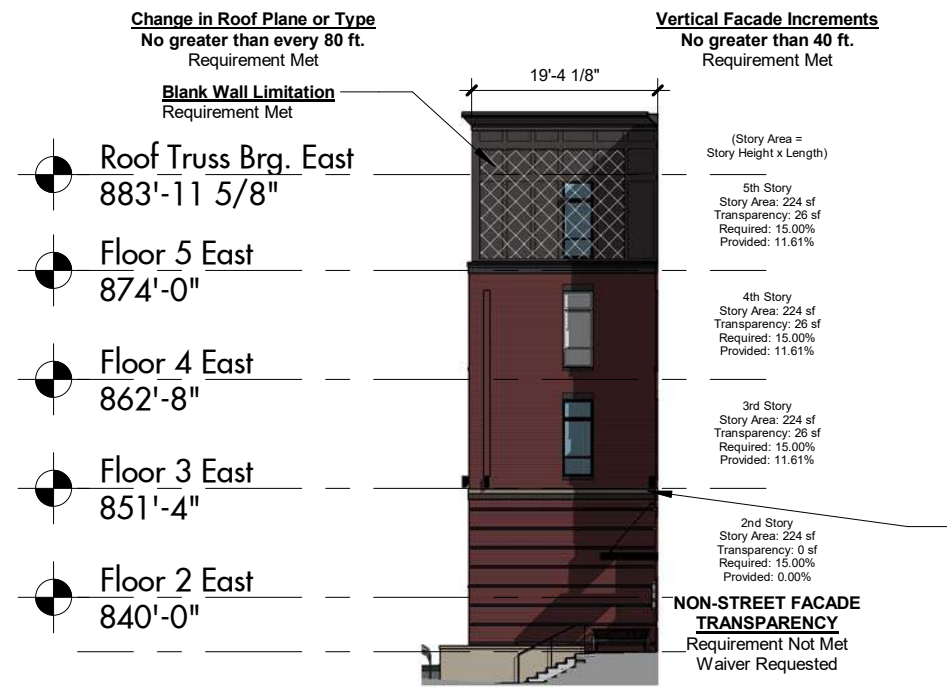 Change in Roof Plane or Type
No greater than every 80 ft.
Requirement Met
Vertical Facade Increments
No greater than 40 ft.
Requirement Met
19'-4 1/8"
Blank Wall Limitation
Requirement Met
(Story Area =
Story Height x Length)
Roof Truss Brg. East
883'-11 5/8"
5th Story
Story Area: 224 sf
Transparency: 26 sf
Required: 15.00%
Provided: 11.61%
Floor 5 East
874'-0"
4th Story
Story Area: 224 sf
Transparency: 26 sf
Required: 15.00%
Provided: 11.61%
Floor 4 East
862'-8"
3rd Story
Story Area: 224 sf
Transparency: 26 sf
Required: 15.00%
Provided: 11.61%
Floor 3 East
851'-4"
2nd Story
Story Area: 224 sf
Transparency: 0 sf
Required: 15.00%
Provided: 0.00%
Floor 2 East
840'-0"
NON-STREET FACADE
TRANSPARENCY
Requirement Not Met
Waiver Requested